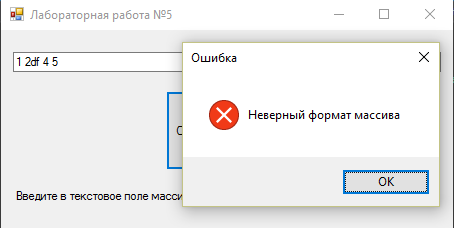 Лабораторная работа №5
1 2df 4 5
Ошибка
Неверный формат массива
OK
Введите в текстовое поле масси